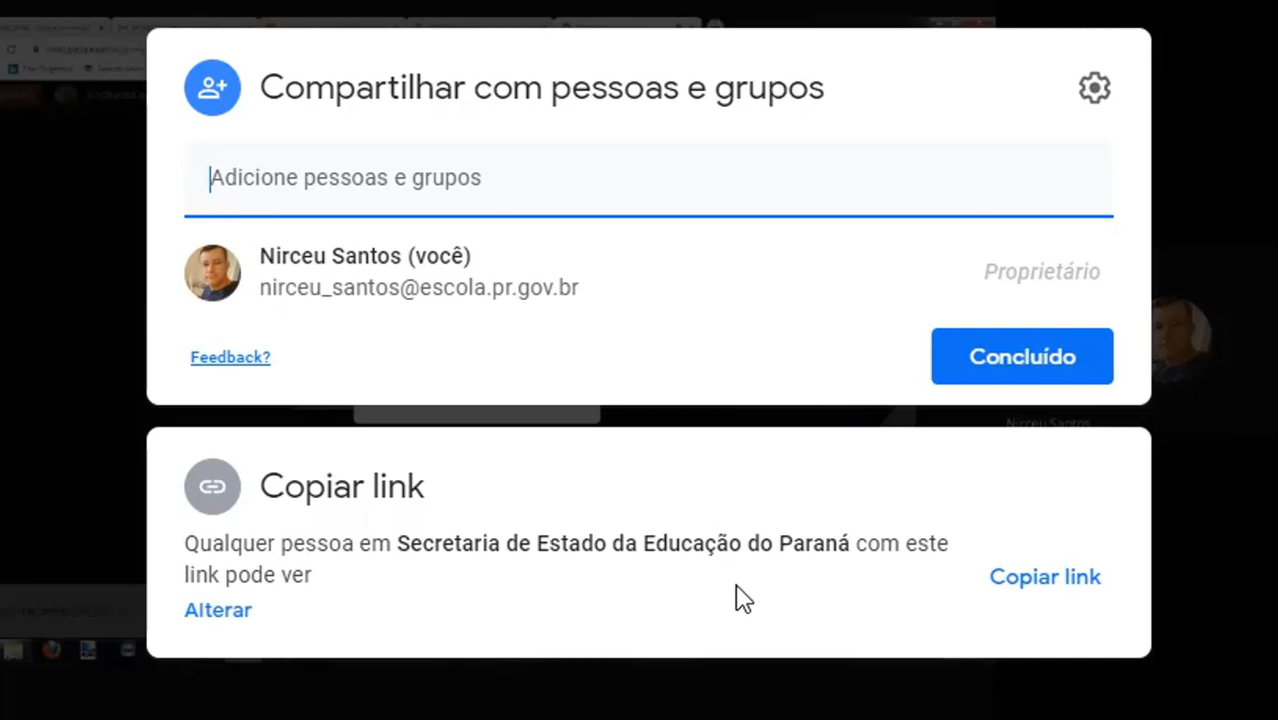 Compartilhar com pessoas e grupos
Adicione pessoas e grupos
Nirceu Santos (você)
nirceu_santos@escola.pr.gov.br
Proprietário
Feedback?
Concluído
Nirceu Santos
Copiar link
Qualquer pessoa em Secretaria de Estado da Educação do Paraná com este
link pode ver
Copiar link
Alterar